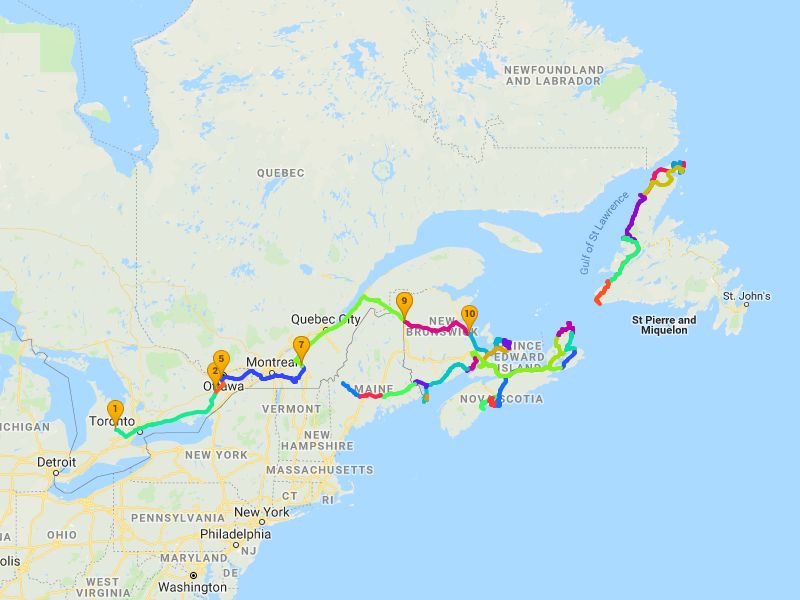 NEWFOUNDLAND
AND LABRADOR
QUEBEC
Gulf of St Lawrence
St. John's
St Pierre and
Miquelon
9
10
Quebec City
NEW
BRUNSWICK
PRINCE
EDWARD
ISLAND
7
5
2
Montreal
Ottawa
MAINE
NOVA SCOTIA
1
Toronto
VERMONT
MICHIGAN
NEW
HAMPSHIRE
NEW YORK
Detroit
MASSACHUSETTS
CT
RI
New York
PENNSYLVANIA
OHIO
Philadelphia
NJ
MARYLAND
DE
olis
WEST
VIRGINIA
Washington